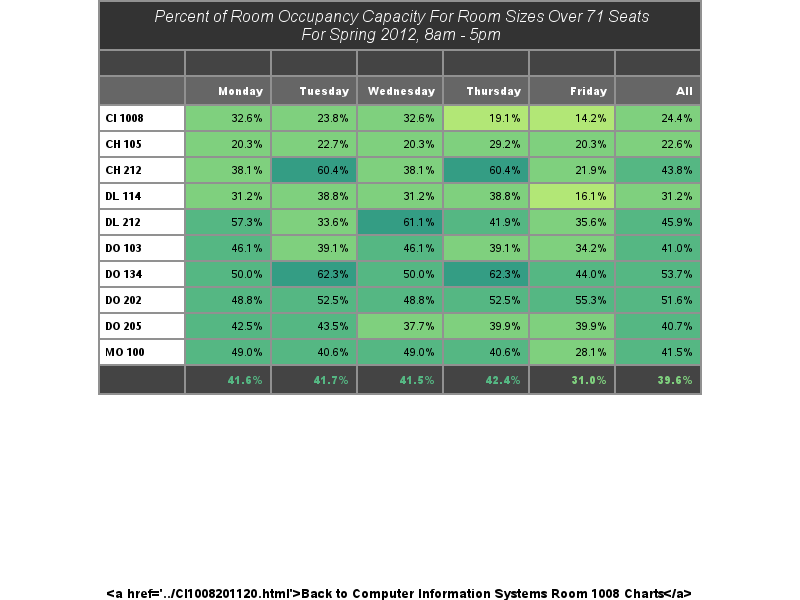 Percent of Room Occupancy Capacity For Room Sizes Over 71 Seats
For Spring 2012, 8am - 5pm
Monday Tuesday Wednesday Thursday Friday All
CI 1008 32.6% 23.8% 32.6% 19.1% 14.2% 24.4%
CH 105 20.3% 22.7% 20.3% 29.2% 20.3% 22.6%
CH 212 38.1% 60.4% 38.1% 60.4% 21.9% 43.8%
DL 114 31.2% 38.8% 31.2% 38.8% 16.1% 31.2%
DL 212 57.3% 33.6% 61.1% 41.9% 35.6% 45.9%
DO 103 46.1% 39.1% 46.1% 39.1% 34.2% 41.0%
DO 134 50.0% 62.3% 50.0% 62.3% 44.0% 53.7%
DO 202 48.8% 52.5% 48.8% 52.5% 55.3% 51.6%
DO 205 42.5% 43.5% 37.7% 39.9% 39.9% 40.7%
MO 100 49.0% 40.6% 49.0% 40.6% 28.1% 41.5%
41.6% 41.7% 41.5% 42.4% 31.0% 39.6%
&lt;a href='../CI1008201120.html'&gt;Back to Computer Information Systems Room 1008 Charts&lt;/a&gt;